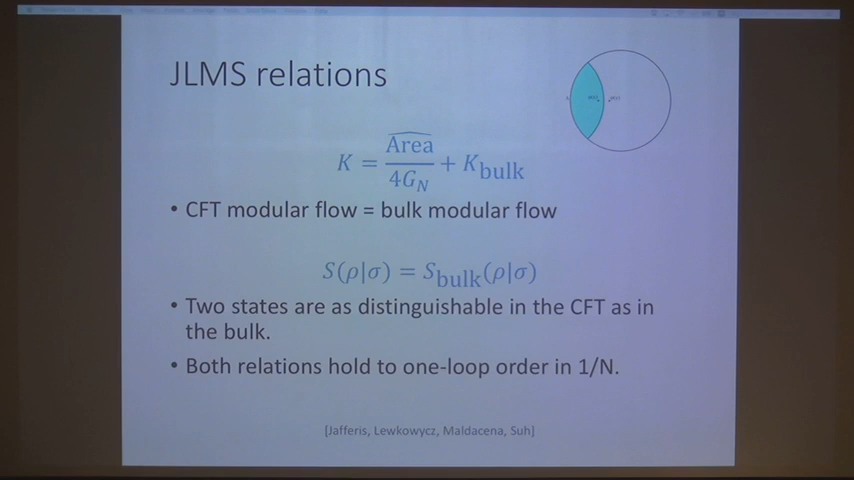 JLMS relations
K = Area/4G_N + K_bulk
• CFT modular flow = bulk modular flow
S(ρ|σ) = S_bulk(ρ|σ)
• Two states are as distinguishable in the CFT as in
the bulk.
• Both relations hold to one-loop order in 1/N.
[Jafferis, Lewkowycz, Maldacena, Suh]